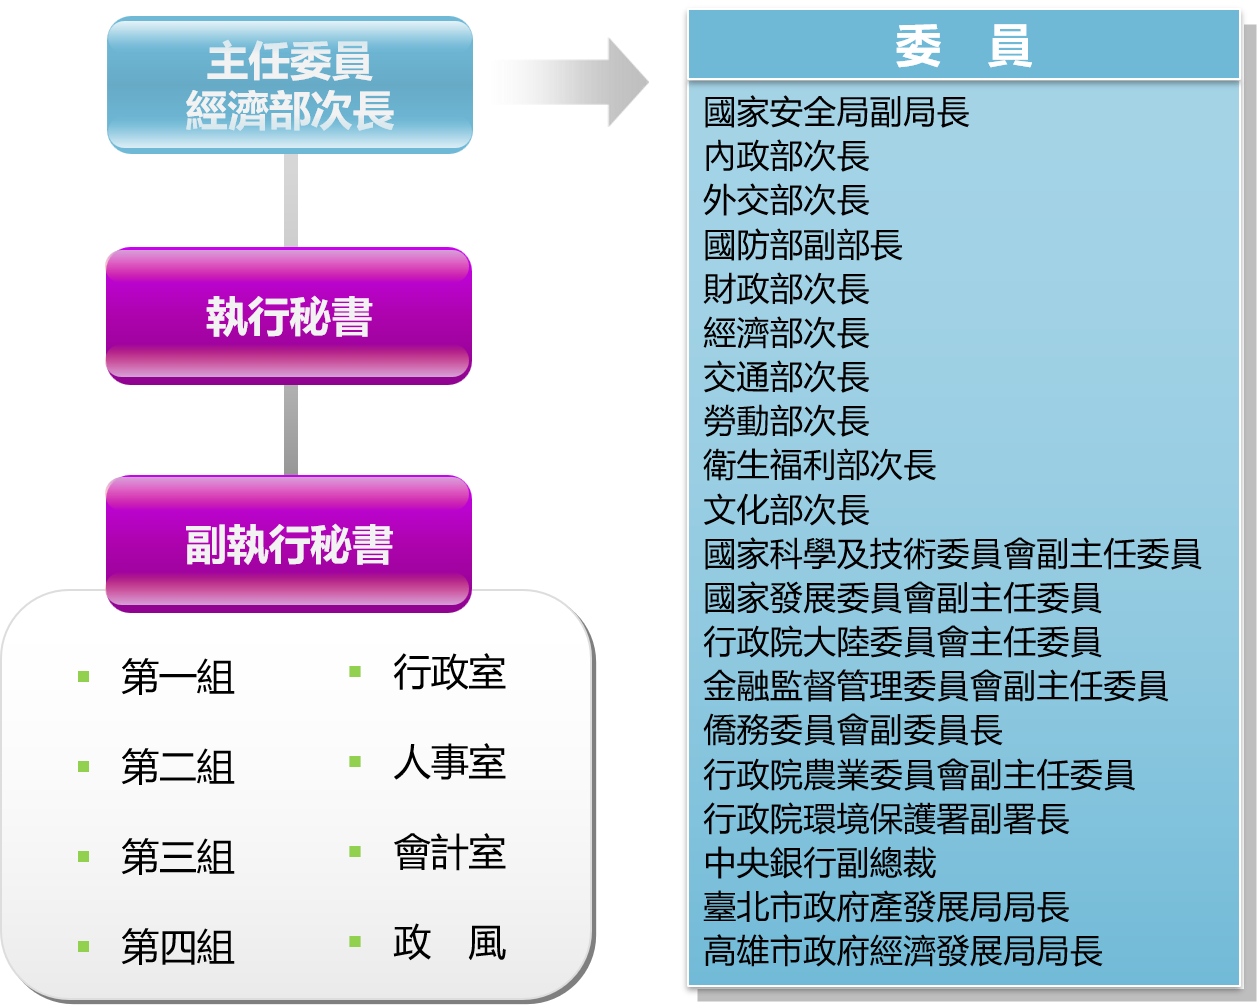 主任委員
經濟部次長
執行秘書
副執行秘書
第一組
第二組
第三組
第四組
行政室
人事室
會計室
政　風
委　員
國家安全局副局長
內政部次長
外交部次長
國防部副部長
財政部次長
經濟部次長
交通部次長
勞動部次長
衛生福利部次長
文化部次長
國家科學及技術委員會副主任委員
國家發展委員會副主任委員
行政院大陸委員會主任委員
金融監督管理委員會副主任委員
僑務委員會副委員長
行政院農業委員會副主任委員
行政院環境保護署副署長
中央銀行副總裁
臺北市政府產發展局局長
高雄市政府經濟發展局局長